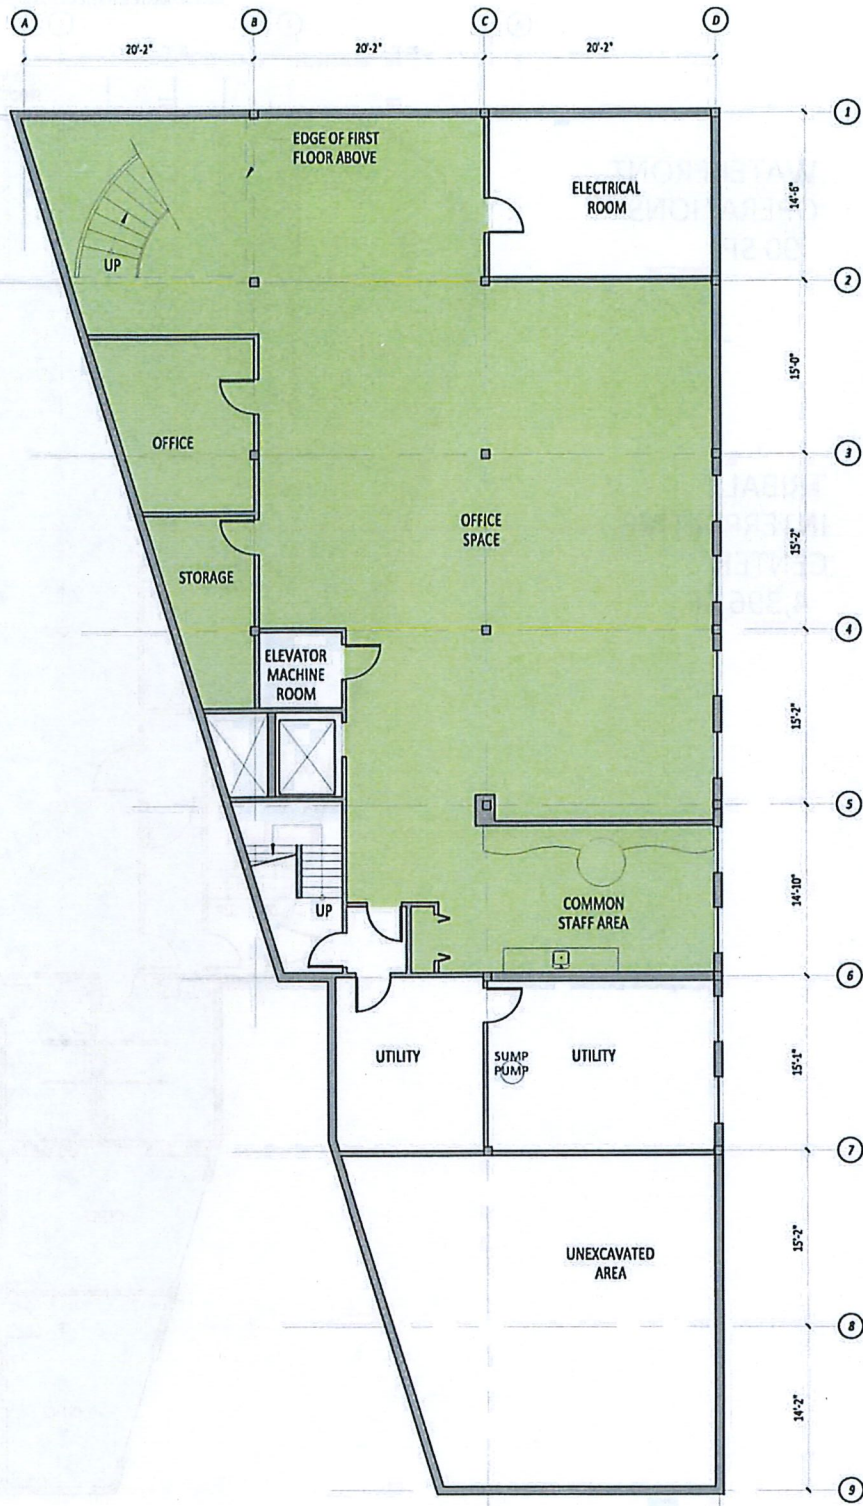 A
B
C
D
20'-2"
20'-2"
20'-2"
1
EDGE OF FIRST
FLOOR ABOVE
ELECTRICAL
ROOM
14'-6"
UP
2
15'-0"
OFFICE
3
OFFICE
SPACE
15'-2"
STORAGE
4
ELEVATOR
MACHINE
ROOM
15'-2"
5
UP
COMMON
STAFF AREA
14'-10"
6
UTILITY
SUMP
PUMP
UTILITY
15'-1"
7
UNEXCAVATED
AREA
15'-2"
8
14'-2"
9